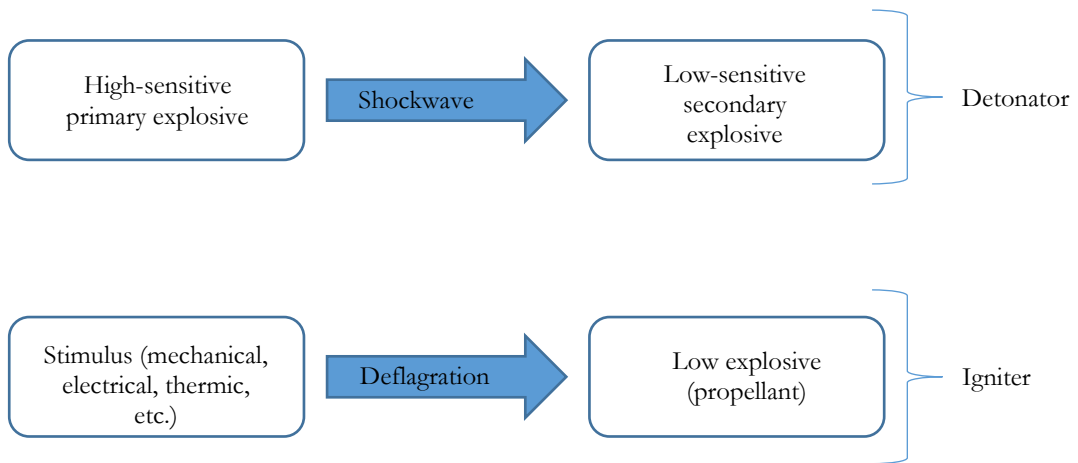 High-sensitive
primary explosive
Shockwave
Low-sensitive
secondary
explosive
Detonator
Stimulus (mechanical,
electrical, thermic,
etc.)
Deflagration
Low explosive
(propellant)
Igniter